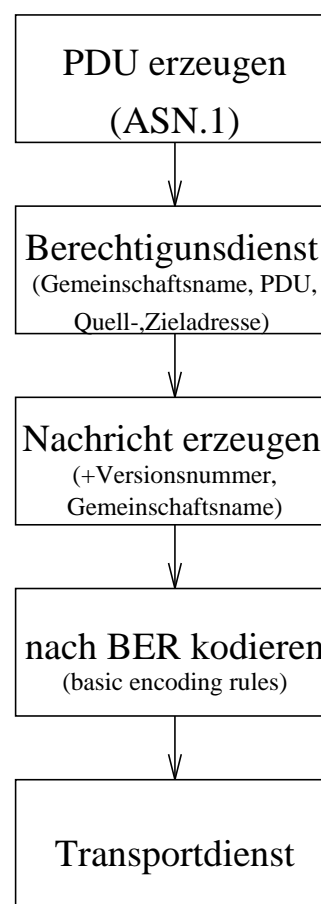 PDU erzeugen
(ASN.1)
Berechtigunsdienst
(Gemeinschaftsname, PDU,
Quell-,Zieladresse)
Nachricht erzeugen
(+Versionsnummer,
Gemeinschaftsname)
nach BER kodieren
(basic encoding rules)
Transportdienst